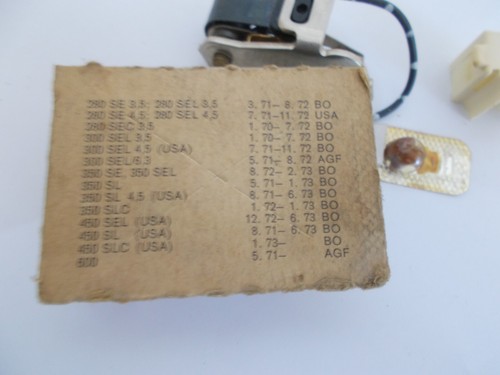 280 SE 3.5; 280 SEL 3.5 3. 71– 8. 72 BO
280 SE 4.5; 280 SEL 4.5 7. 71–11. 72 USA
280 SEC 3.5 1. 70– 7. 72 BO
300 SEL 3.5 1. 70– 7. 72 BO
300 SEL 4.5 (USA) 7. 71–11. 72 BO
300 SEL/6.3 5. 71– 8. 72 AGF
350 SE, 350 SEL 8. 72– 2. 73 BO
350 SL 5. 71– 1. 73 BO
350 SL 4.5 (USA) 8. 71– 6. 73 BO
350 SLC 1. 72– 1. 73 BO
450 SEL (USA) 12. 72– 6. 73 BO
450 SL (USA) 8. 71– 6. 73 BO
450 SLC (USA) 1. 73– BO
600 5. 71– AGF